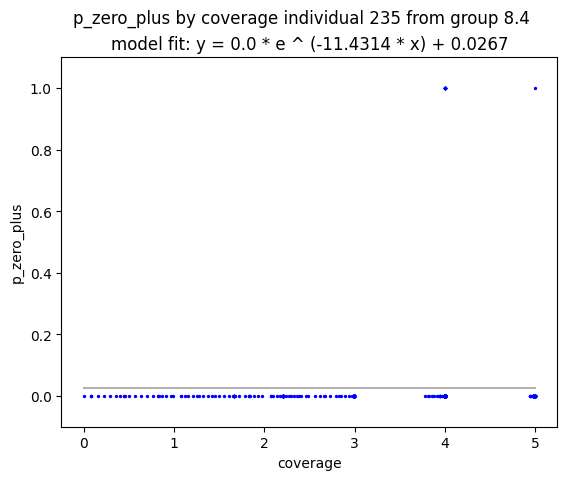 p_zero_plus by coverage individual 235 from group 8.4
model fit: y = 0.0 * e ^ (-11.4314 * x) + 0.0267
1.0
0.8
0.6
0.4
0.2
0.0
p_zero_plus
0 1 2 3 4 5
coverage